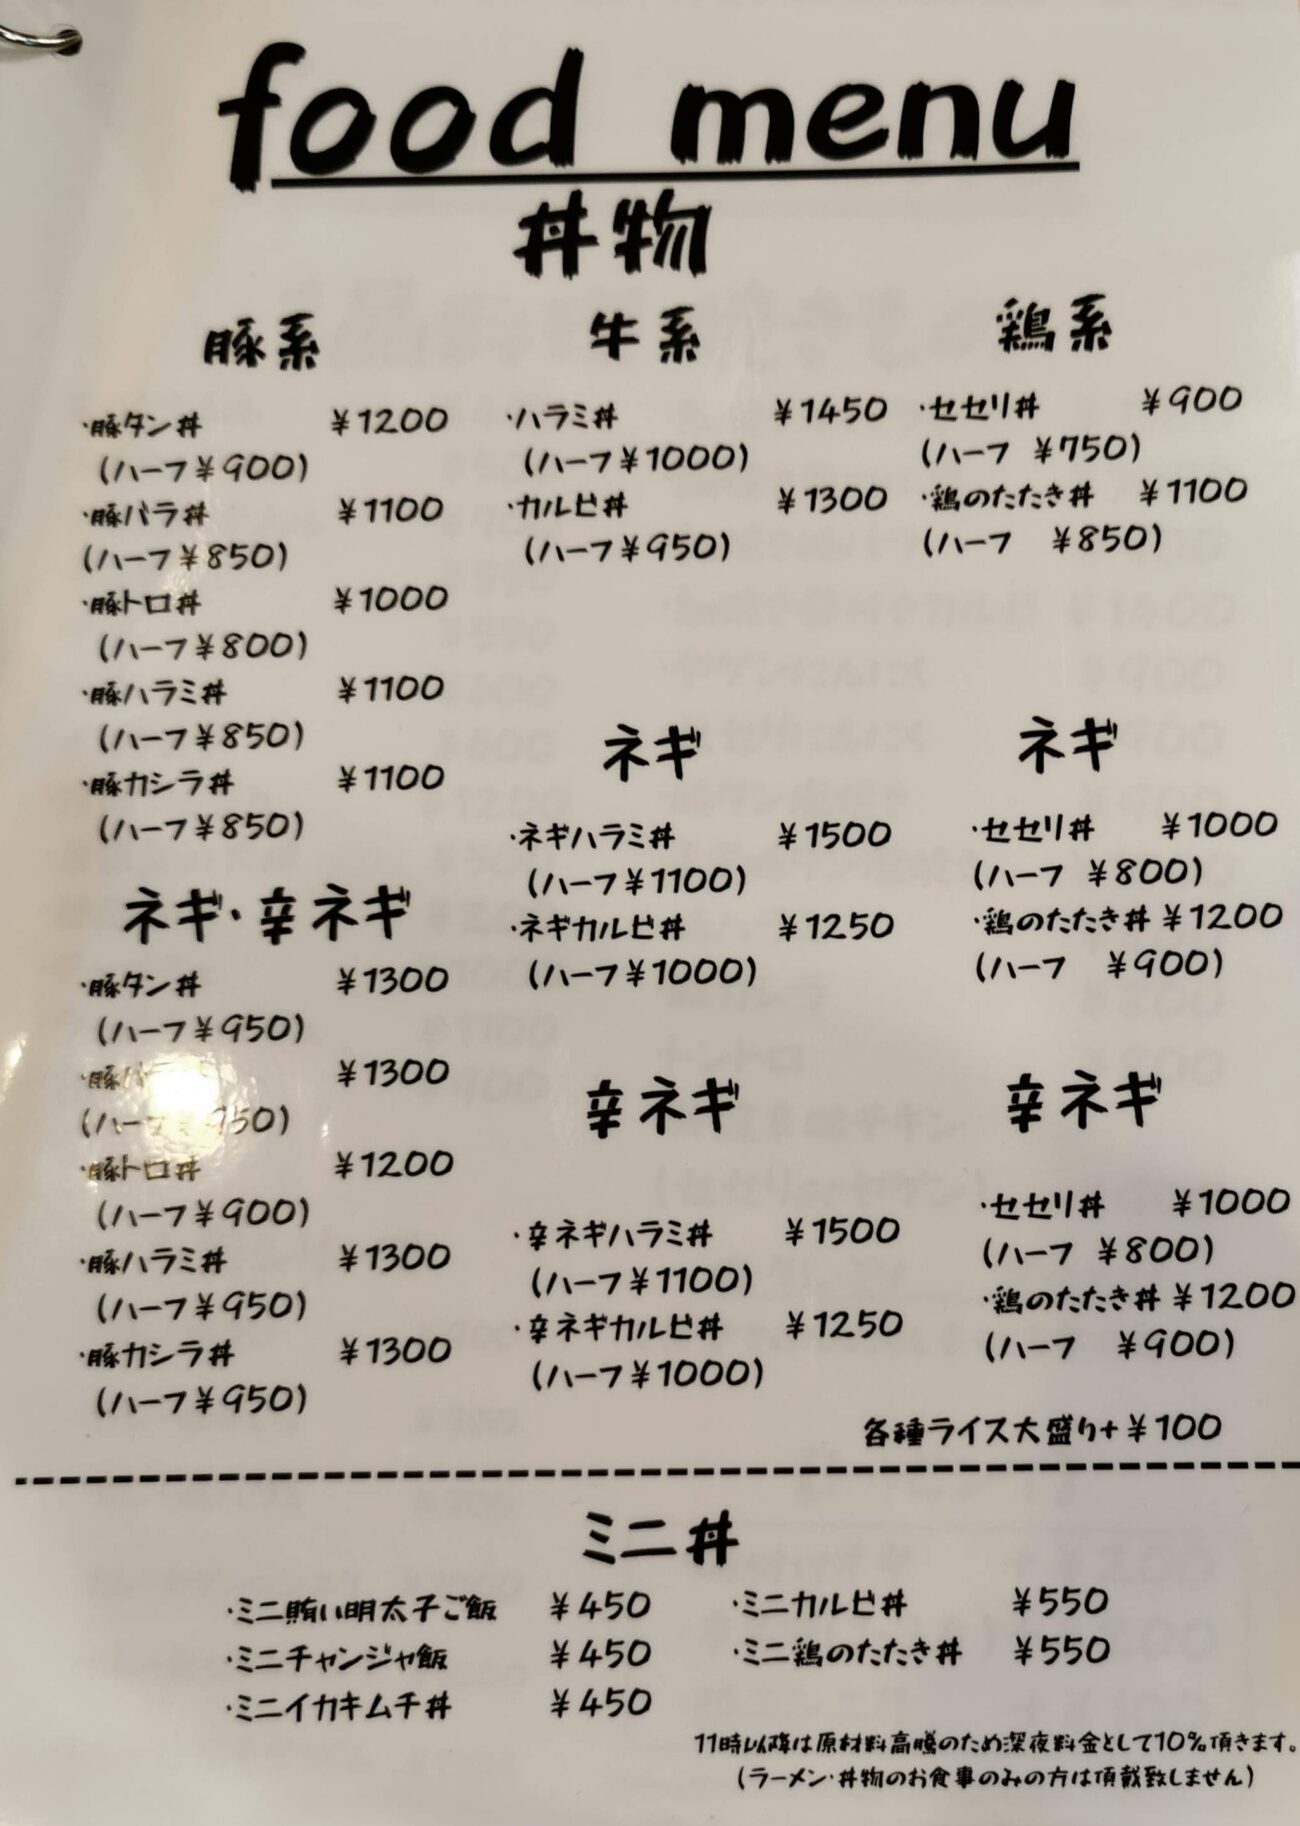 food menu
丼物
豚系
・豚タン丼 ¥1200
(ハーフ¥900)
・豚バラ丼 ¥1100
(ハーフ¥850)
・豚トロ丼 ¥1000
(ハーフ¥800)
・豚ハラミ丼 ¥1100
(ハーフ¥850)
・豚カシラ丼 ¥1100
(ハーフ¥850)
ネギ・辛ネギ
・豚タン丼 ¥1300
(ハーフ¥950)
・豚バ ¥1300
(ハーフ¥950)
・豚トロ丼 ¥1200
(ハーフ¥900)
・豚ハラミ丼 ¥1300
(ハーフ¥950)
・豚カシラ丼 ¥1300
(ハーフ¥950)
牛系
・ハラミ丼 ¥1450
(ハーフ¥1000)
・カルビ丼 ¥1300
(ハーフ¥950)
ネギ
・ネギハラミ丼 ¥1500
(ハーフ¥1100)
・ネギカルビ丼 ¥1250
(ハーフ¥1000)
辛ネギ
・辛ネギハラミ丼 ¥1500
(ハーフ¥1100)
・辛ネギカルビ丼 ¥1250
(ハーフ¥1000)
鶏系
・セセリ丼 ¥900
(ハーフ ¥750)
・鶏のたたき丼 ¥1100
(ハーフ ¥850)
ネギ
・セセリ丼 ¥1000
(ハーフ ¥800)
・鶏のたたき丼 ¥1200
(ハーフ ¥900)
辛ネギ
・セセリ丼 ¥1000
(ハーフ ¥800)
・鶏のたたき丼 ¥1200
(ハーフ ¥900)
各種ライス大盛り+¥100
ミニ丼
・ミニ賄い明太子ご飯 ¥450
・ミニチャンジャ飯 ¥450
・ミニイカキムチ丼 ¥450
・ミニカルビ丼 ¥550
・ミニ鶏のたたき丼 ¥550
11時以降は原材料高騰のため深夜料金として10%頂きます。
(ラーメン・丼物のお食事のみの方は頂戴致しません)